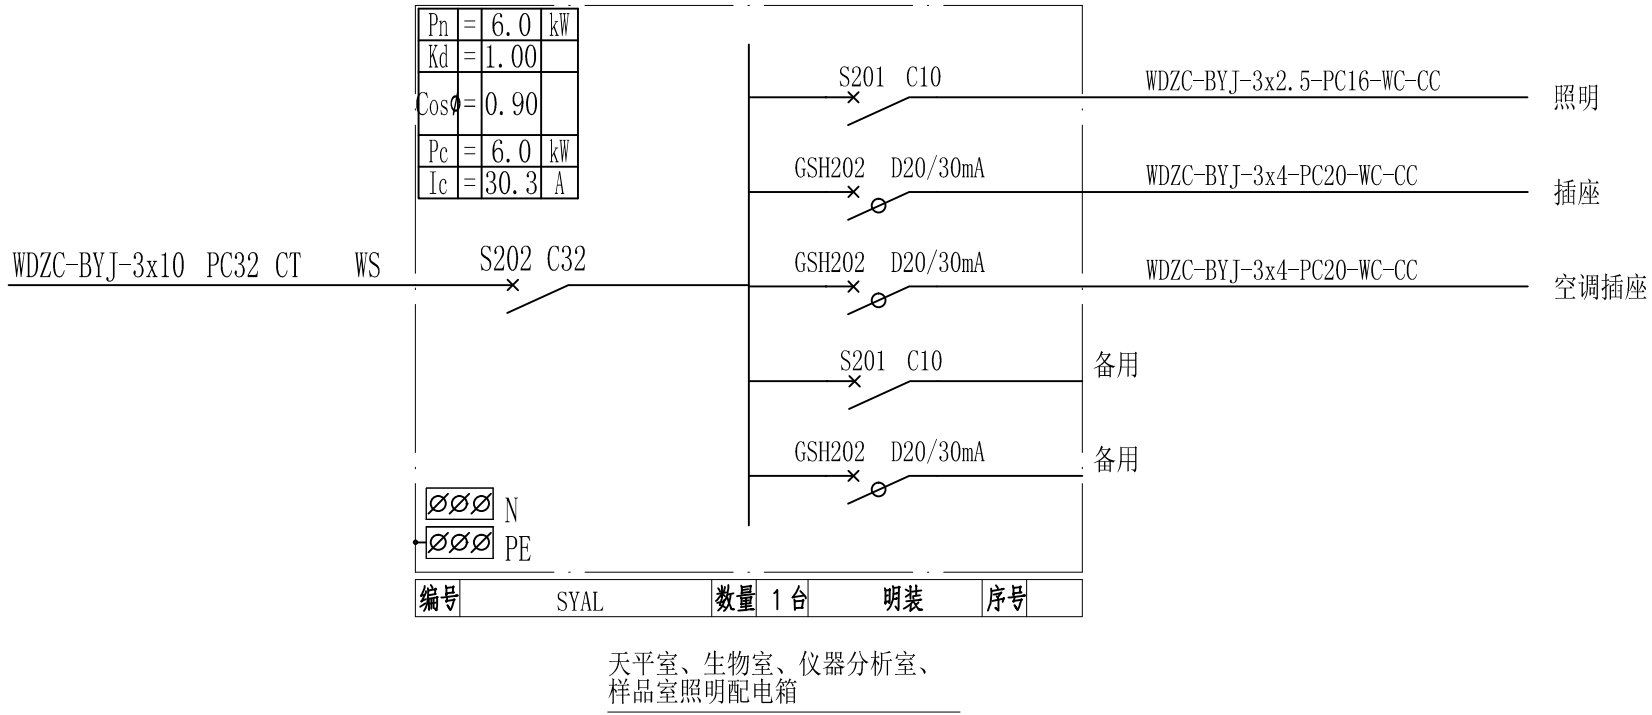 Pn = 6.0 kW
Kd = 1.00
Cosø = 0.90
Pc = 6.0 kW
Ic = 30.3 A
WDZC-BYJ-3x10 PC32 CT WS
S202 C32
S201 C10
WDZC-BYJ-3x2.5-PC16-WC-CC
照明
GSH202 D20/30mA
WDZC-BYJ-3x4-PC20-WC-CC
插座
GSH202 D20/30mA
WDZC-BYJ-3x4-PC20-WC-CC
空调插座
S201 C10
备用
GSH202 D20/30mA
备用
N
PE
编号 SYAL 数量 1台 明装 序号
天平室、生物室、仪器分析室、
样品室照明配电箱